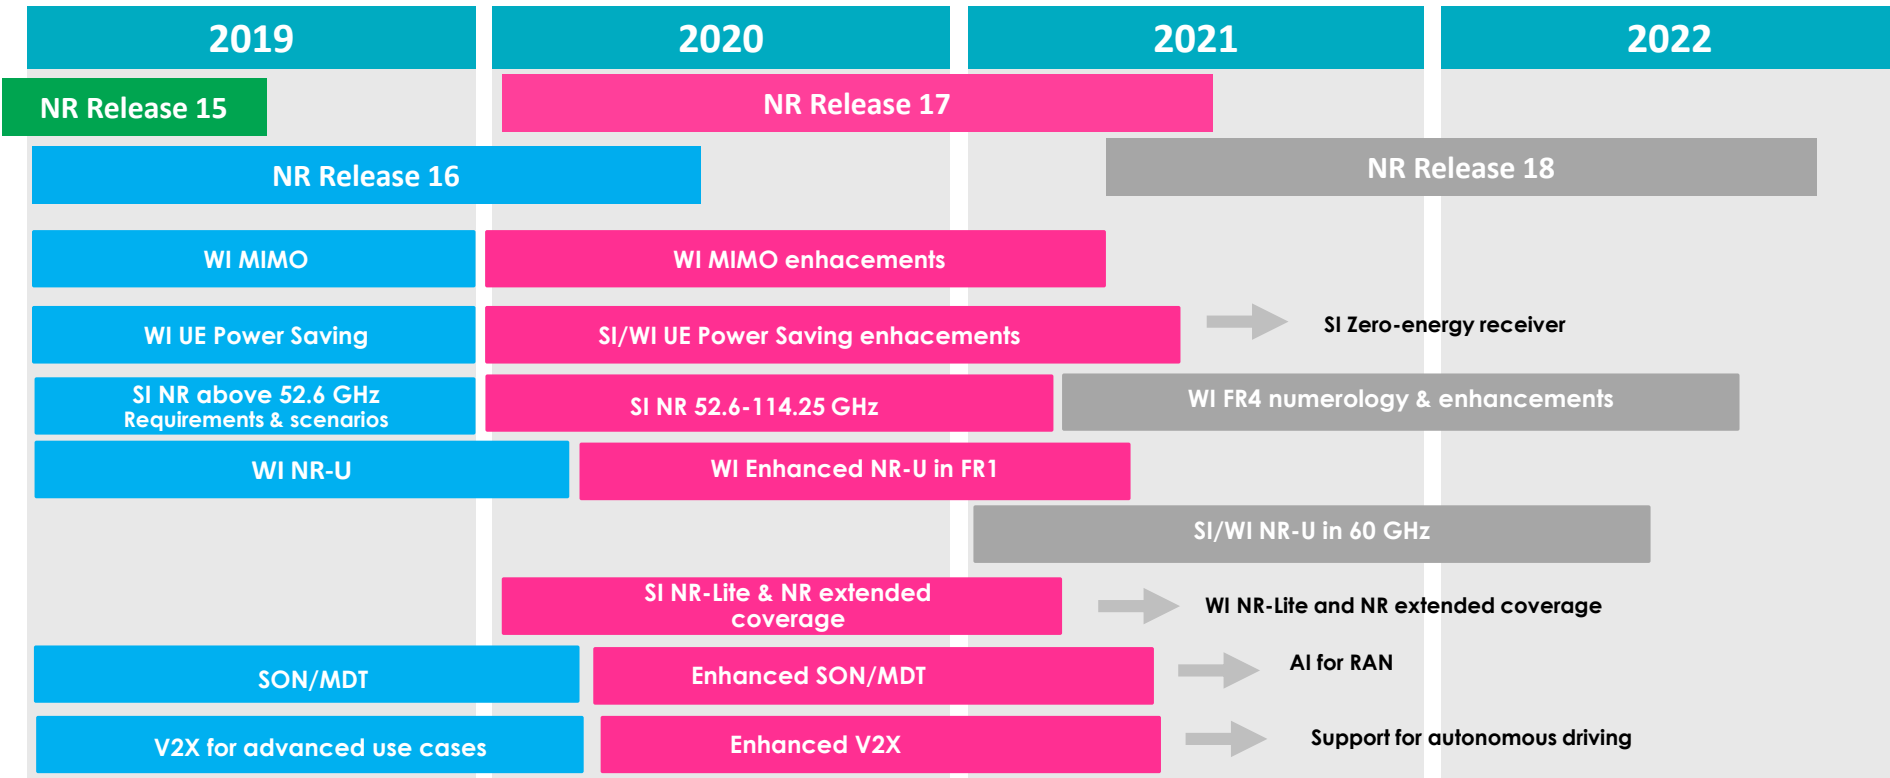 2019
2020
2021
2022
NR Release 15
NR Release 17
NR Release 16
NR Release 18
WI MIMO
WI MIMO enhacements
WI UE Power Saving
SI/WI UE Power Saving enhacements
SI Zero-energy receiver
SI NR above 52.6 GHz
Requirements & scenarios
SI NR 52.6-114.25 GHz
WI FR4 numerology & enhancements
WI NR-U
WI Enhanced NR-U in FR1
SI/WI NR-U in 60 GHz
SI NR-Lite & NR extended
coverage
WI NR-Lite and NR extended coverage
SON/MDT
Enhanced SON/MDT
AI for RAN
V2X for advanced use cases
Enhanced V2X
Support for autonomous driving